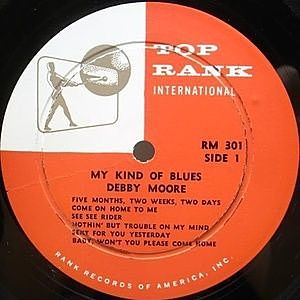 TOP
RANK
INTERNATIONAL
RM 301
SIDE 1
MY KIND OF BLUES
DEBBY MOORE
FIVE MONTHS, TWO WEEKS, TWO DAYS
COME ON HOME TO ME
SEE SEE RIDER
NOTHIN' BUT TROUBLE ON MY MIND
SENT FOR YOU YESTERDAY
BABY, WON'T YOU PLEASE COME HOME
RANK RECORDS OF AMERICA, INC.